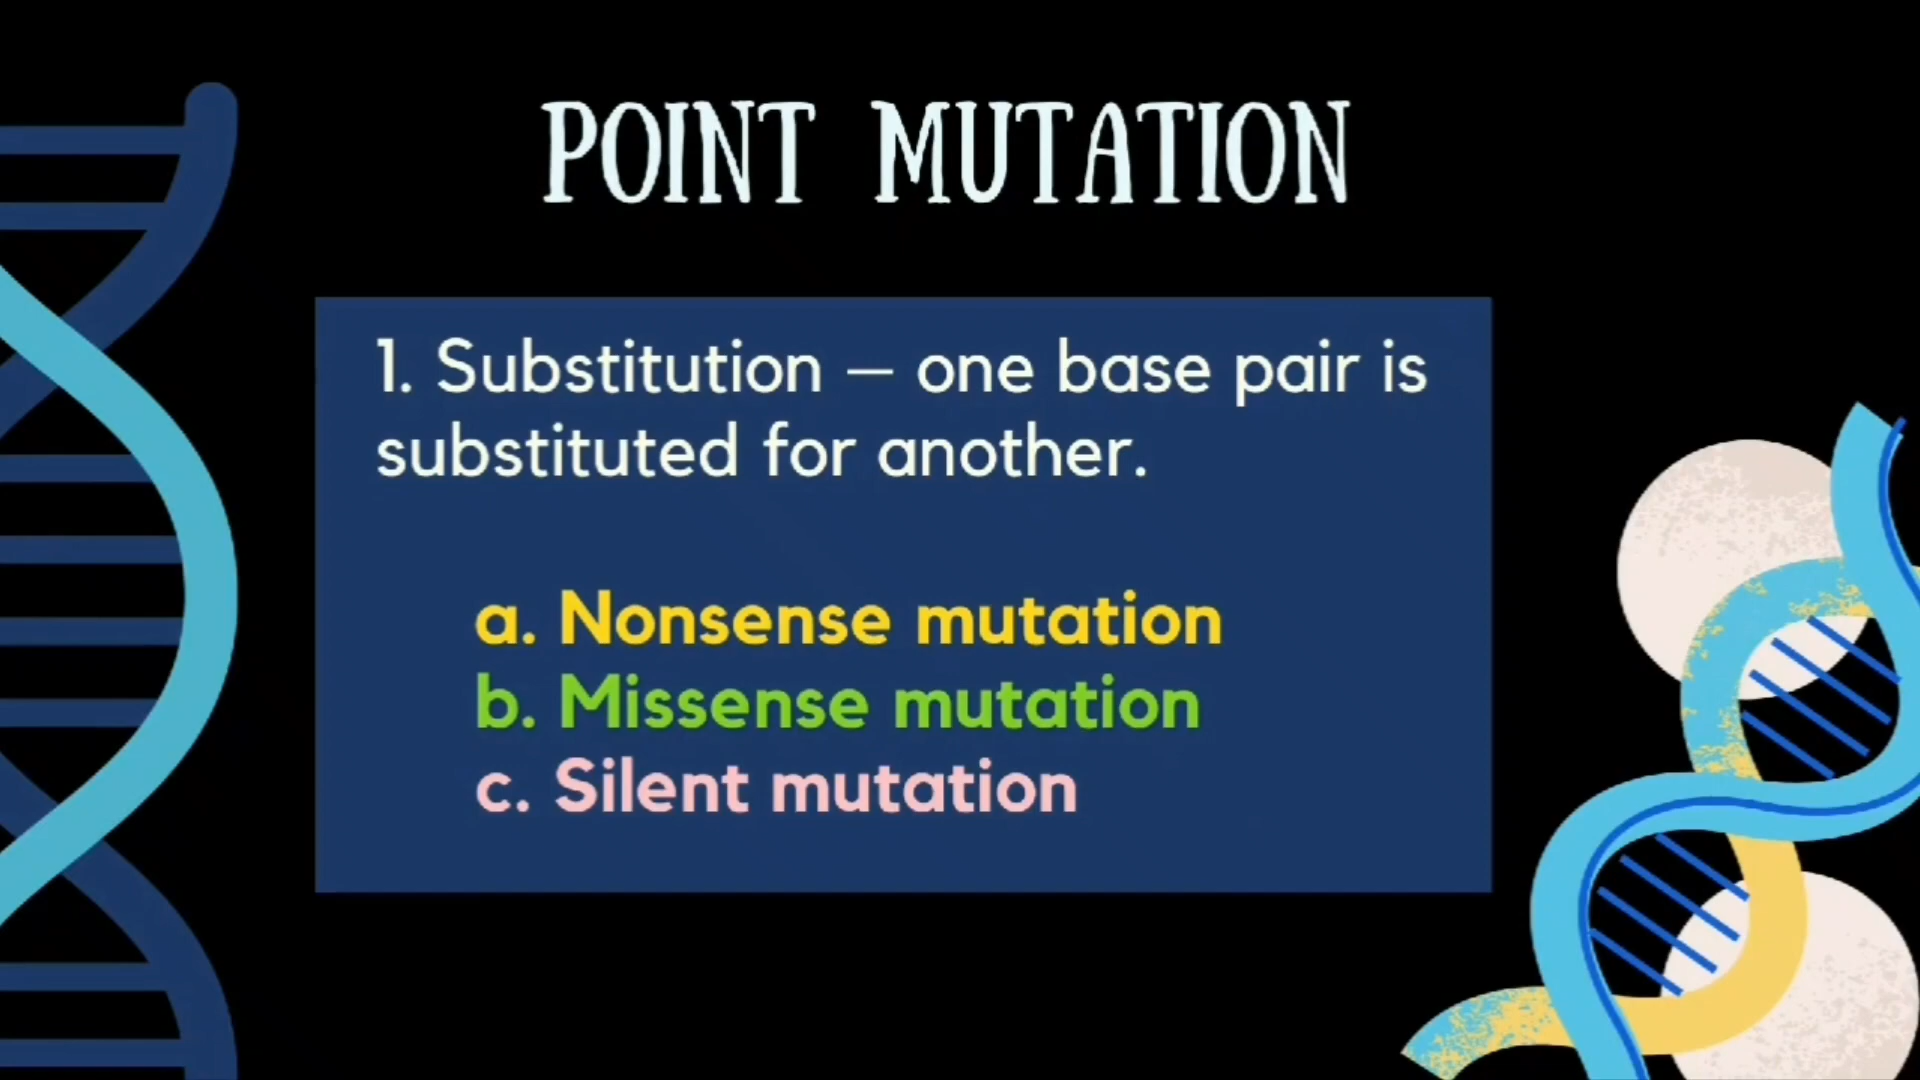 POINT MUTATION
1. Substitution – one base pair is
substituted for another.
a. Nonsense mutation
b. Missense mutation
c. Silent mutation